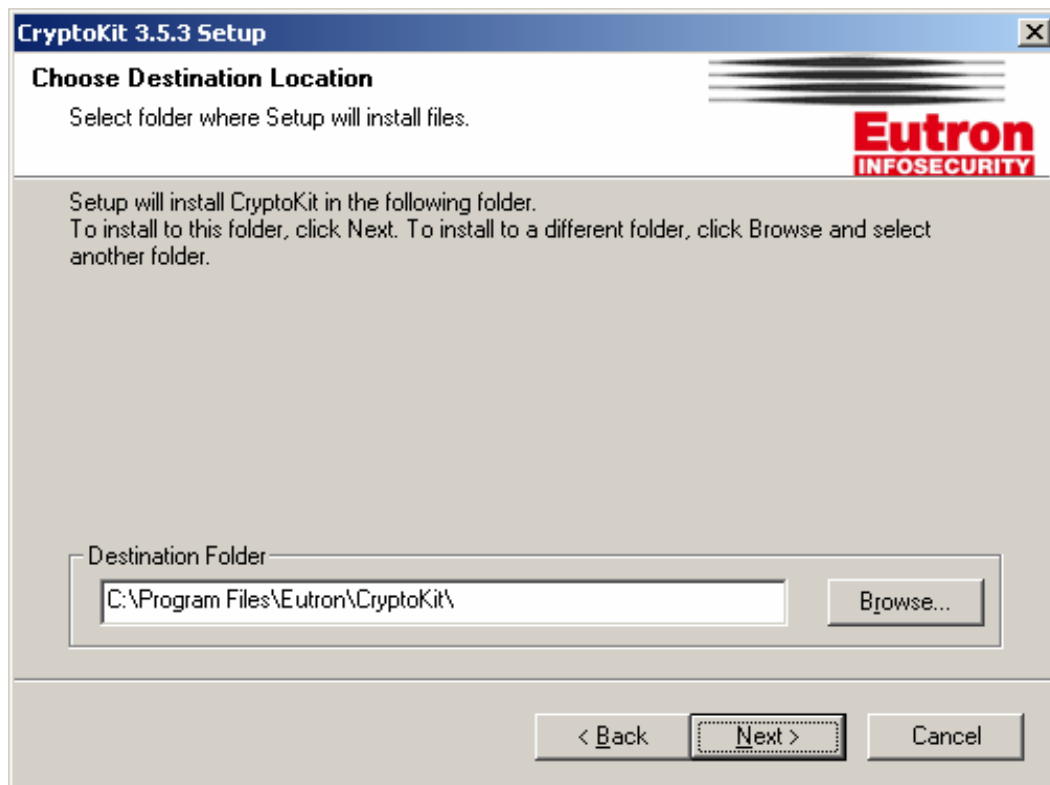 CryptoKit 3.5.3 Setup
Choose Destination Location
Select folder where Setup will install files.
Eutron
INFOSECURITY
Setup will install CryptoKit in the following folder.
To install to this folder, click Next. To install to a different folder, click Browse and select
another folder.
Destination Folder
C:\Program Files\Eutron\CryptoKit\
Browse...
< Back
Next >
Cancel